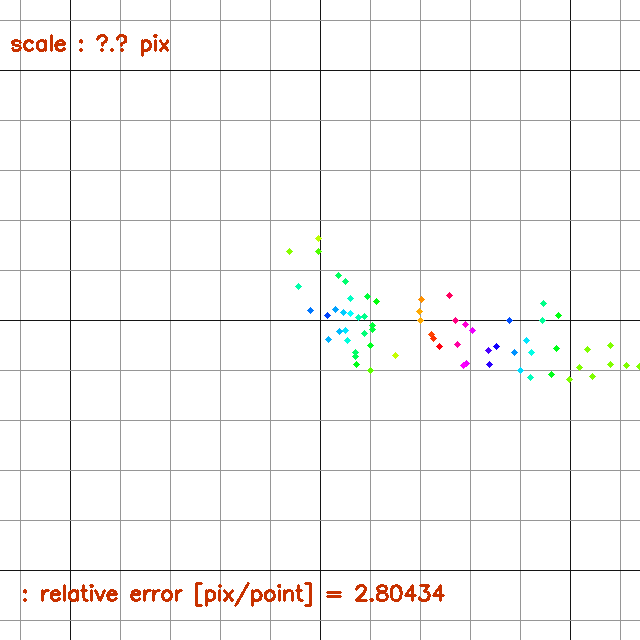 scale : ?.? pix
: relative error [pix/point] = 2.80434